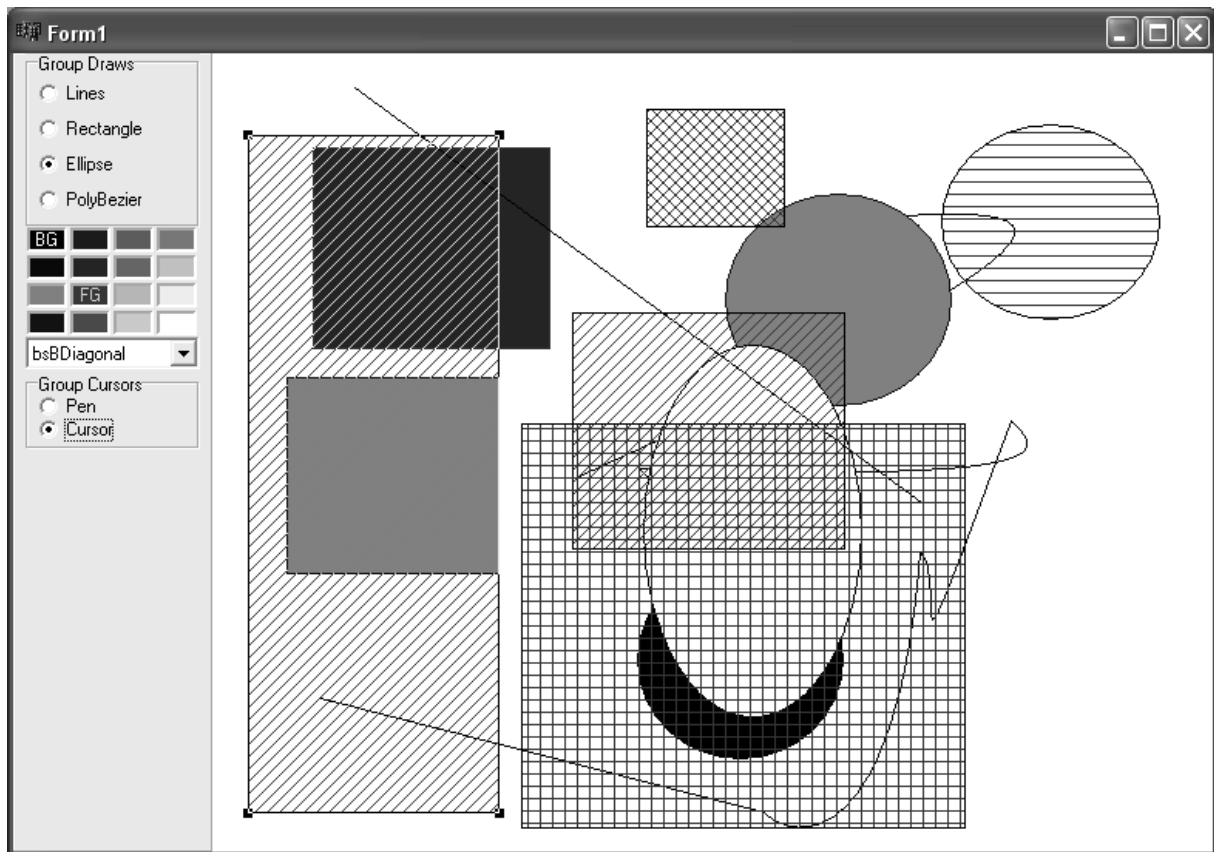 Form1
Group Draws
Lines
Rectangle
Ellipse
PolyBezier
BG
FG
bsBDiagonal
Group Cursors
Pen
Cursor